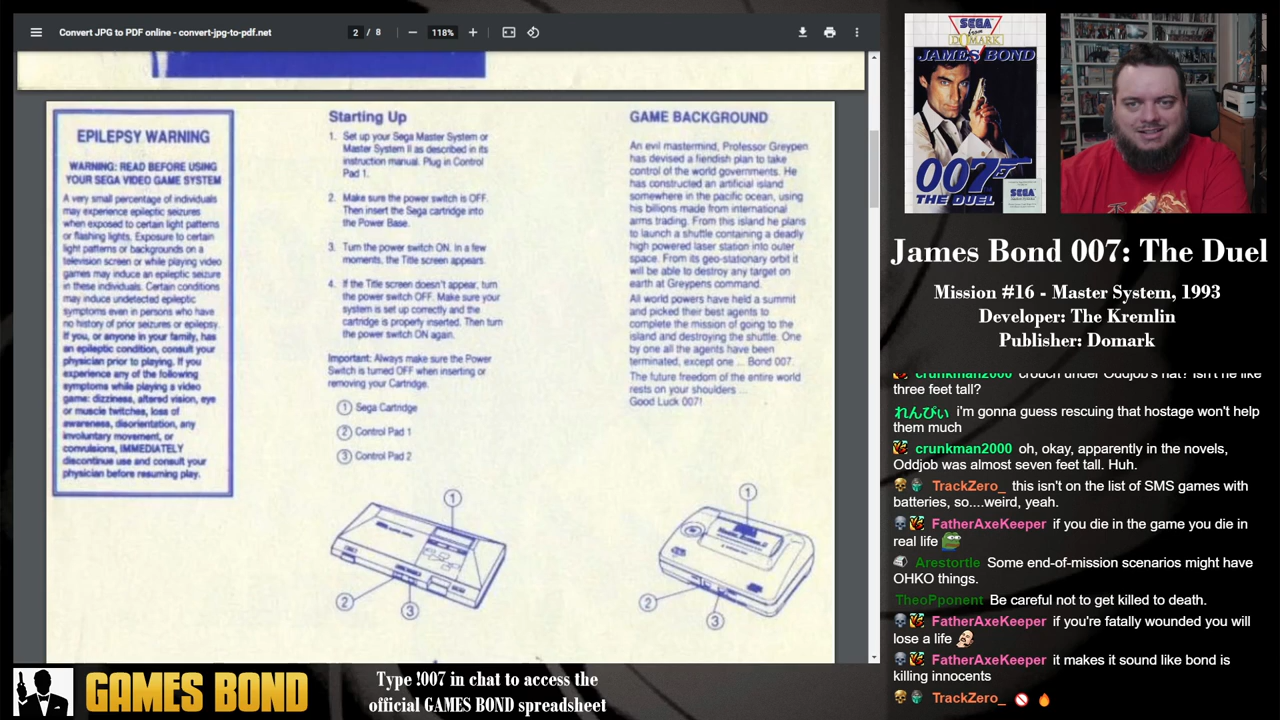 Convert JPG to PDF online - convert-jpg-to-pdf.net
2 / 8
118%
EPILEPSY WARNING
WARNING: READ BEFORE USING
YOUR SEGA VIDEO GAME SYSTEM
A very small percentage of individuals
may experience epileptic seizures
when exposed to certain light patterns
or flashing lights. Exposure to certain
light patterns or backgrounds on a
television screen or while playing video
games may induce an epileptic seizure
in these individuals. Certain conditions
may induce undetected epileptic
symptoms even in persons who have
no history of prior seizures or epilepsy.
If you, or anyone in your family, has
an epileptic condition, consult your
physician prior to playing. If you
experience any of the following
symptoms while playing a video
game: dizziness, altered vision, eye
or muscle twitches, loss of
awareness, disorientation, any
involuntary movement, or
convulsions, IMMEDIATELY
discontinue use and consult your
physician before resuming play.
Starting Up
1. Set up your Sega Master System or
Master System II as described in its
instruction manual. Plug in Control
Pad 1.
2. Make sure the power switch is OFF.
Then insert the Sega cartridge into
the Power Base.
3. Turn the power switch ON. In a few
moments, the Title screen appears.
4. If the Title screen doesn't appear, turn
the power switch OFF. Make sure your
system is set up correctly and the
cartridge is properly inserted. Then turn
the power switch ON again.
Important: Always make sure the Power
Switch is turned OFF when inserting or
removing your Cartridge.
1 Sega Cartridge
2 Control Pad 1
3 Control Pad 2
1
2
3
GAME BACKGROUND
An evil mastermind, Professor Greypen
has devised a fiendish plan to take
control of the world governments. He
has constructed an artificial island
somewhere in the pacific ocean, using
his billions made from international
arms trading. From this island he plans
to launch a shuttle containing a deadly
high powered laser station into outer
space. From its geo-stationary orbit it
will be able to destroy any target on
earth at Greypens command.
All world powers have held a summit
and picked their best agents to
complete the mission of going to the
island and destroying the shuttle. One
by one all the agents have been
terminated, except one ... Bond 007.
The future freedom of the entire world
rests on your shoulders ...
Good Luck 007!
1
2
3
SEGA
from
DOMARK
JAMES BOND
007
THE DUEL
SEGA
James Bond 007: The Duel
Mission #16 - Master System, 1993
Developer: The Kremlin
Publisher: Domark
crunkman2000 crouch under Oddjob's hat? Isn't he like
three feet tall?
れんぴぃ i'm gonna guess rescuing that hostage won't help
them much
crunkman2000 oh, okay, apparently in the novels,
Oddjob was almost seven feet tall. Huh.
TrackZero_ this isn't on the list of SMS games with
batteries, so....weird, yeah.
FatherAxeKeeper if you die in the game you die in
real life
Arestortle Some end-of-mission scenarios might have
OHKO things.
TheoPponent Be careful not to get killed to death.
FatherAxeKeeper if you're fatally wounded you will
lose a life
FatherAxeKeeper it makes it sound like bond is
killing innocents
TrackZero_
GAMES BOND
Type !007 in chat to access the
official GAMES BOND spreadsheet